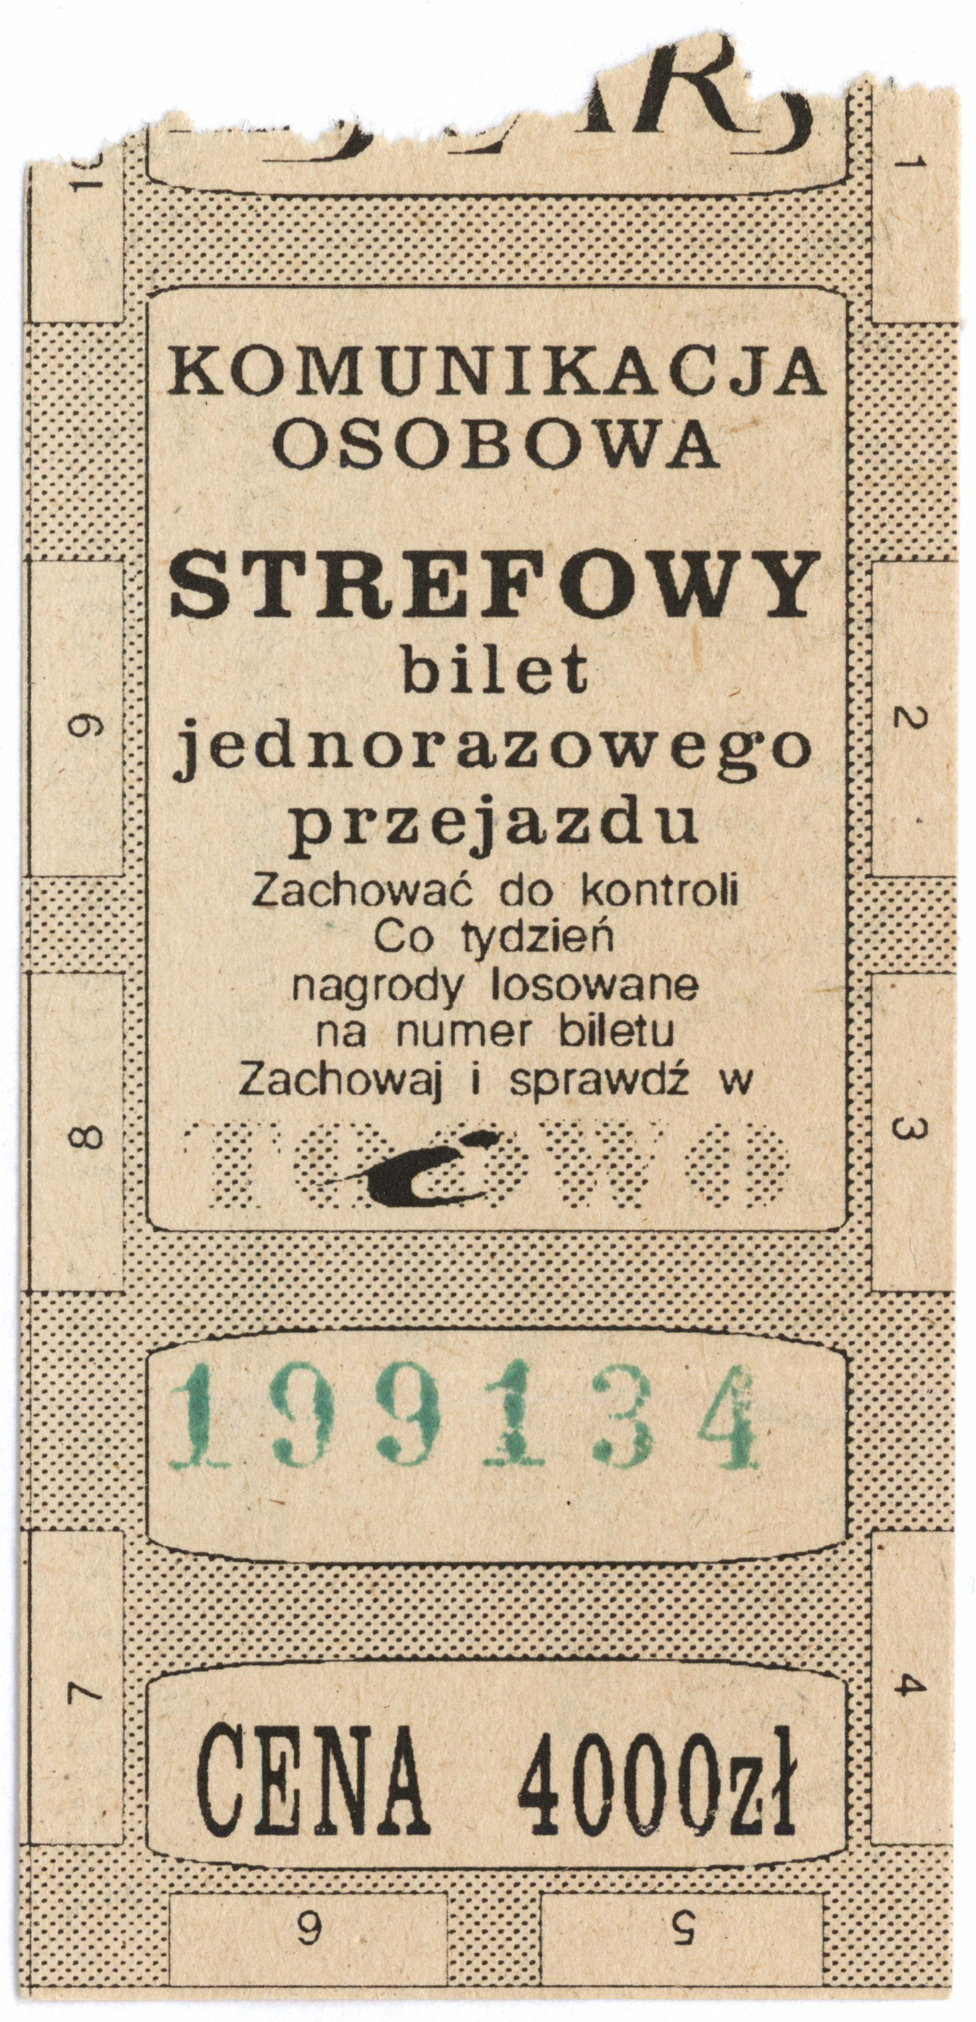 10
1
KOMUNIKACJA
OSOBOWA
STREFOWY
bilet
jednorazowego
przejazdu
Zachować do kontroli
Co tydzień
nagrody losowane
na numer biletu
Zachowaj i sprawdź w
9
2
8
3
199134
7
4
CENA 4000zł
6
5